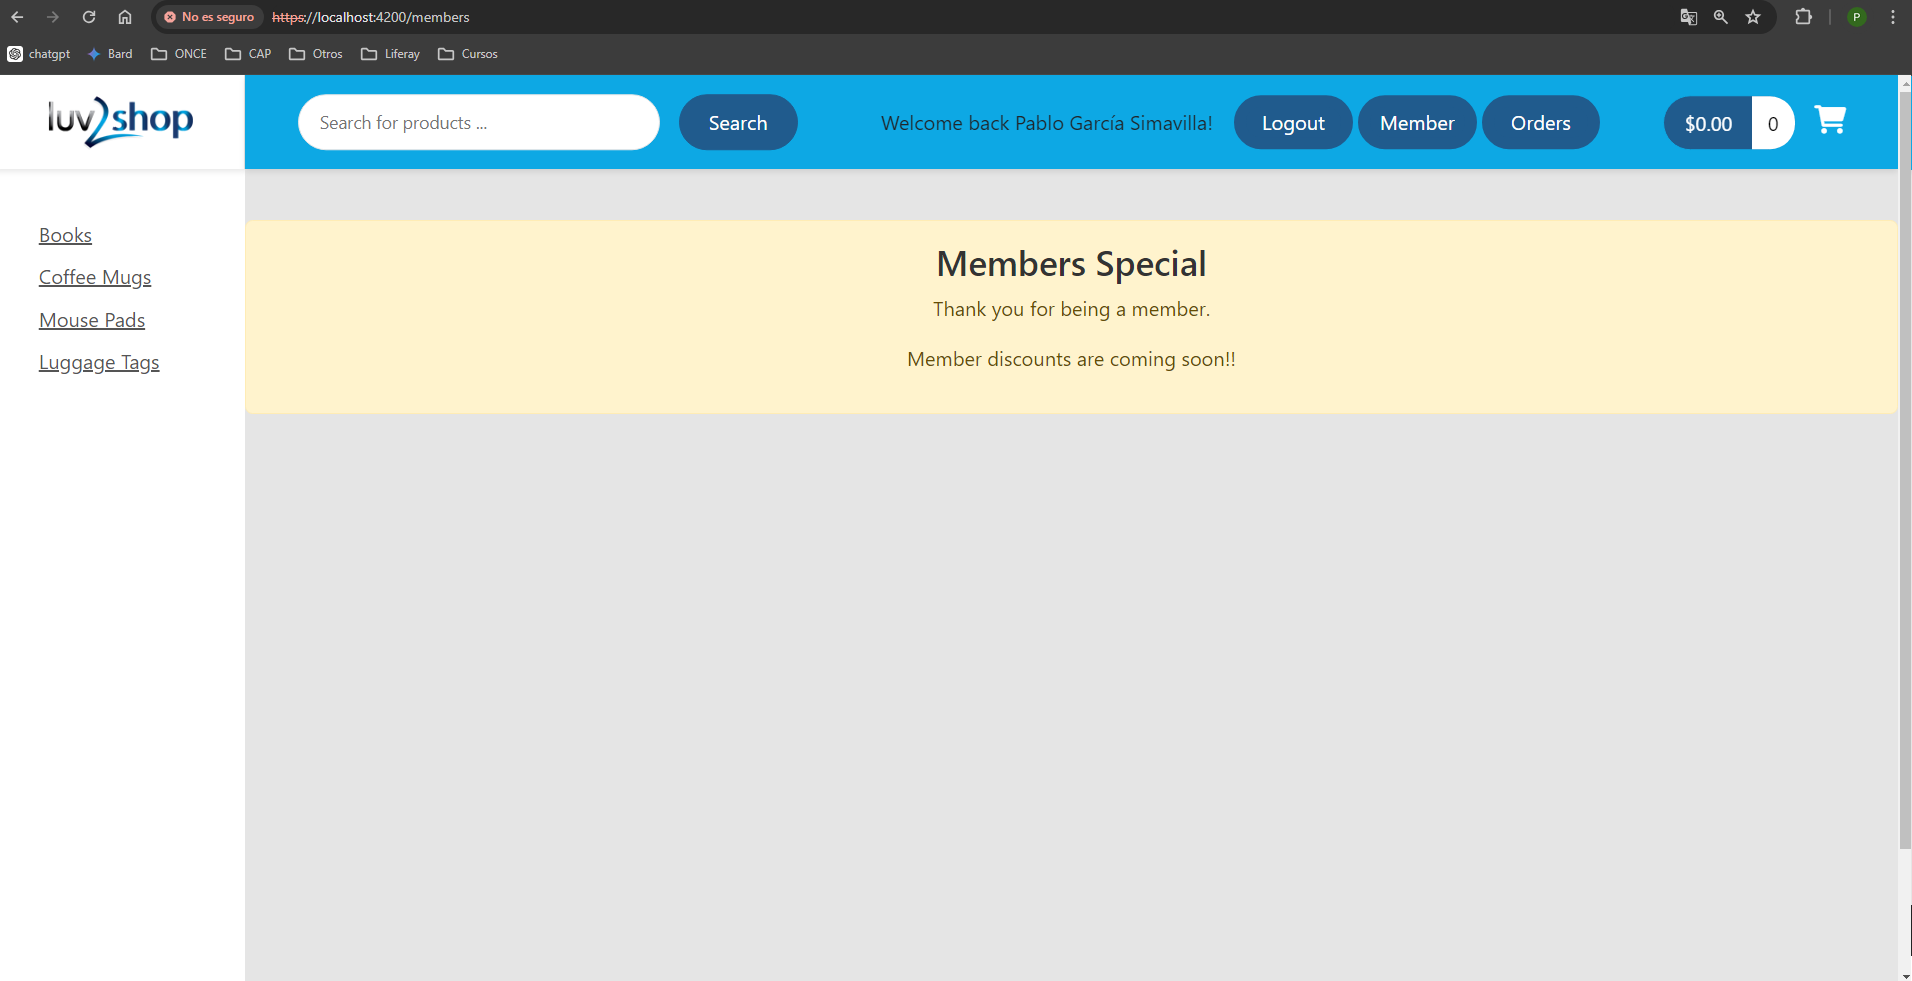 No es seguro https://localhost:4200/members P
chatgpt Bard ONCE CAP Otros Liferay Cursos
luv2shop Search for products ... Search Welcome back Pablo García Simavilla! Logout Member Orders $0.00 0
Books
Coffee Mugs
Mouse Pads
Luggage Tags
Members Special
Thank you for being a member.
Member discounts are coming soon!!